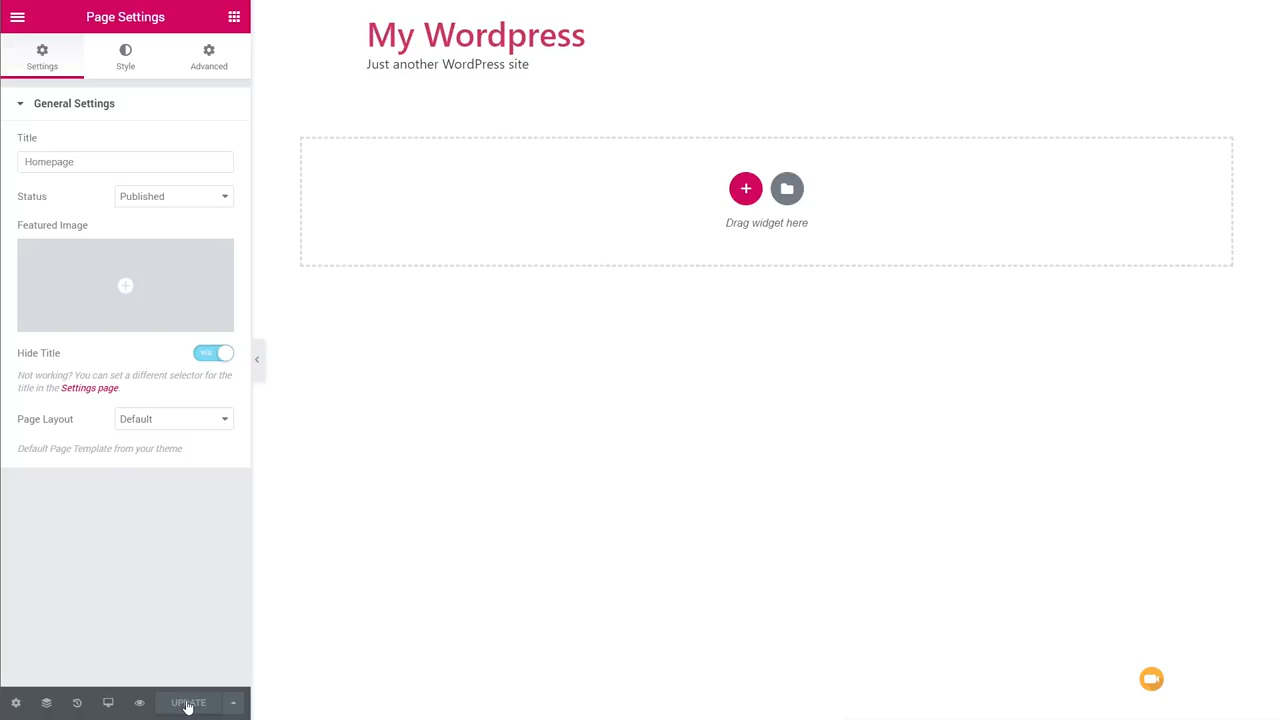 Page Settings
Settings
Style
Advanced
General Settings
Title
Homepage
Status
Published
Featured Image
Hide Title
YES
Not working? You can set a different selector for the
title in the Settings page.
Page Layout
Default
Default Page Template from your theme
UPDATE
My Wordpress
Just another WordPress site
Drag widget here